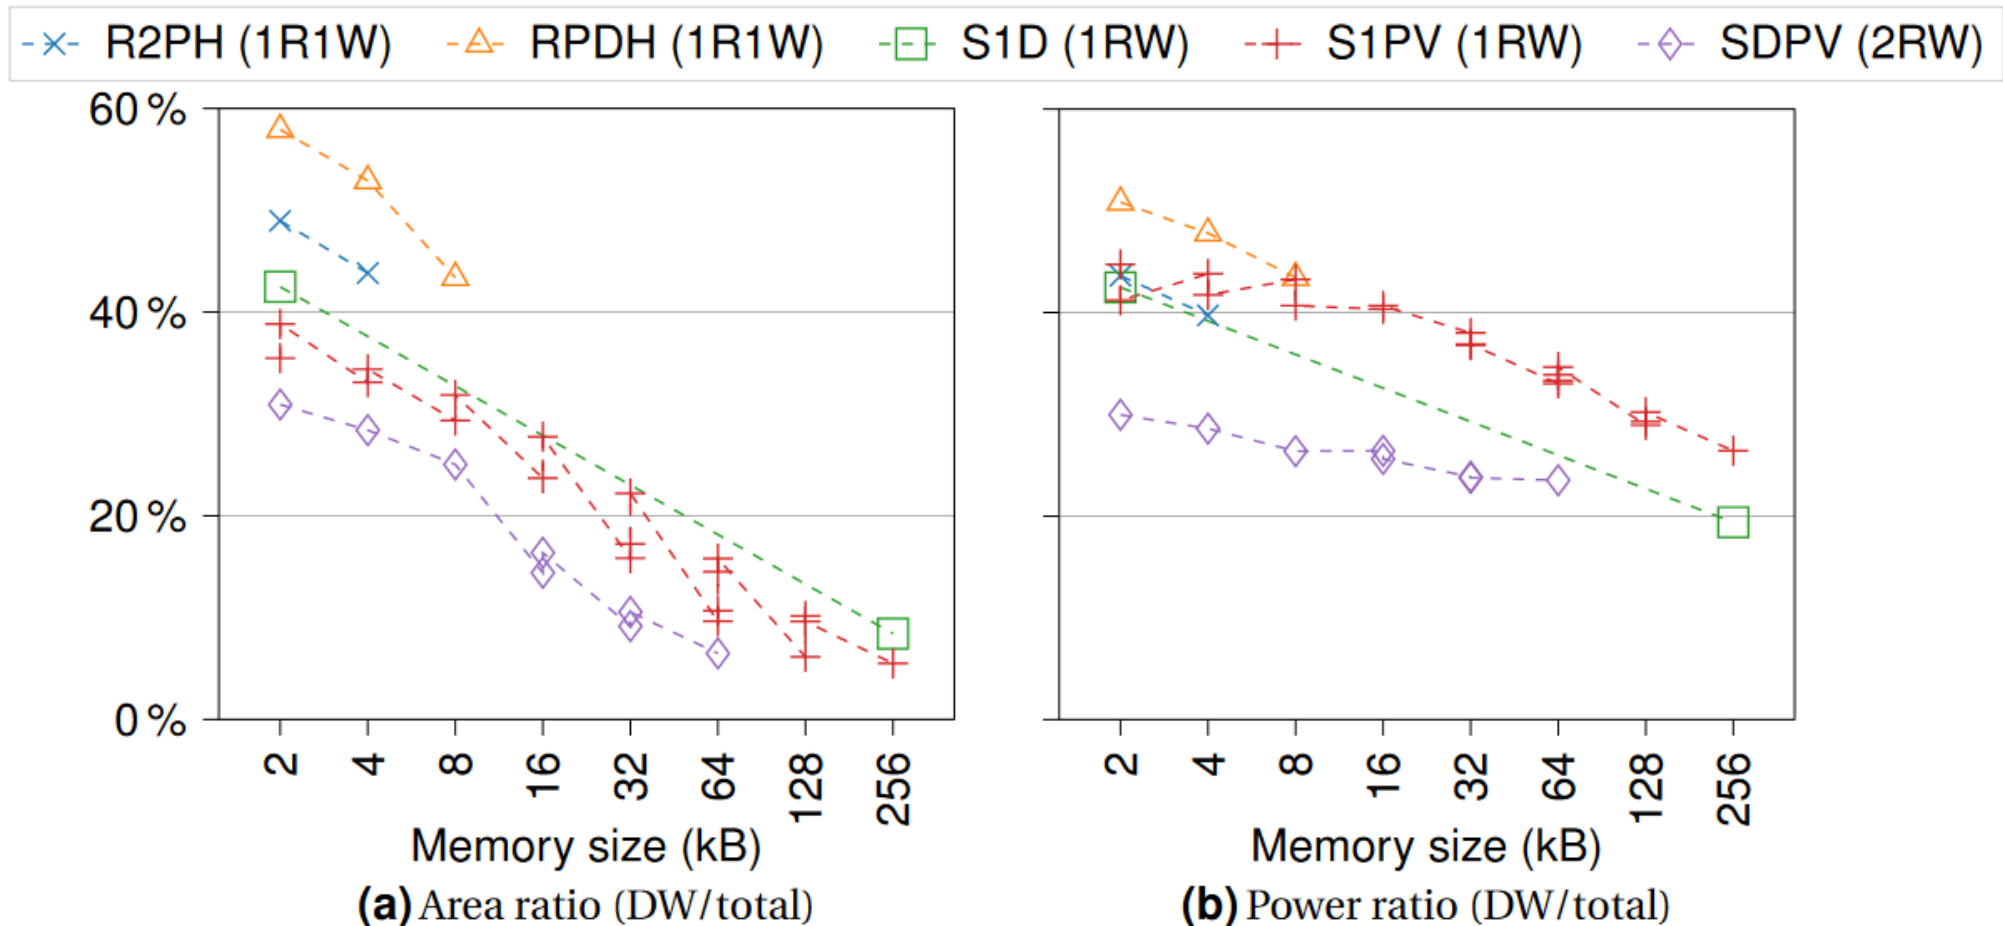 R2PH (1R1W) RPDH (1R1W) S1D (1RW) S1PV (1RW) SDPV (2RW)
60 %
40 %
20 %
0 %
2 4 8 16 32 64 128 256
Memory size (kB)
(a) Area ratio (DW/total)
2 4 8 16 32 64 128 256
Memory size (kB)
(b) Power ratio (DW/total)